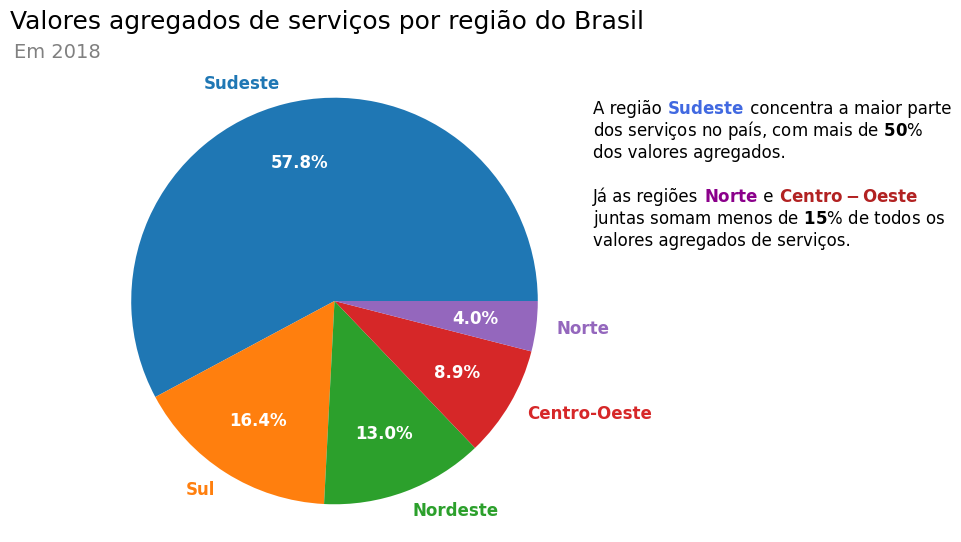 Valores agregados de serviços por região do Brasil
Em 2018
Sudeste
57.8%
A região Sudeste concentra a maior parte
dos serviços no país, com mais de 50%
dos valores agregados.
Já as regiões Norte e Centro – Oeste
juntas somam menos de 15% de todos os
valores agregados de serviços.
4.0%
Norte
8.9%
Centro-Oeste
16.4%
13.0%
Sul
Nordeste